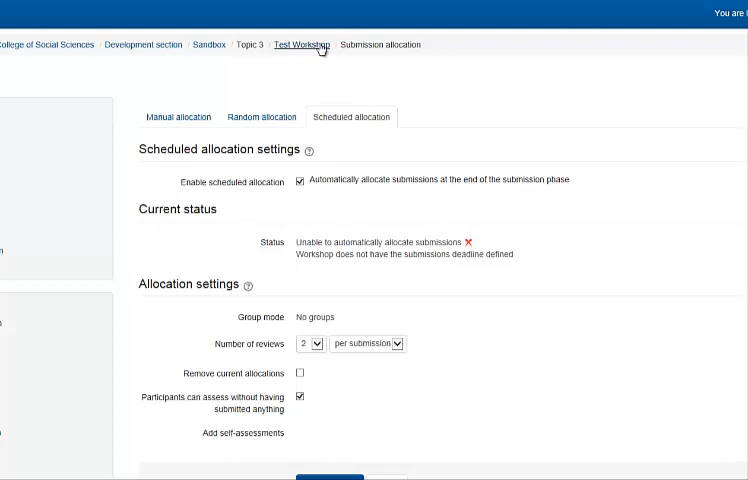 You are
College of Social Sciences / Development section / Sandbox / Topic 3 / Test Workshop / Submission allocation
Manual allocation Random allocation Scheduled allocation
Scheduled allocation settings
Enable scheduled allocation Automatically allocate submissions at the end of the submission phase
Current status
Status Unable to automatically allocate submissions
Workshop does not have the submissions deadline defined
Allocation settings
Group mode No groups
Number of reviews 2 per submission
Remove current allocations
Participants can assess without having
submitted anything
Add self-assessments